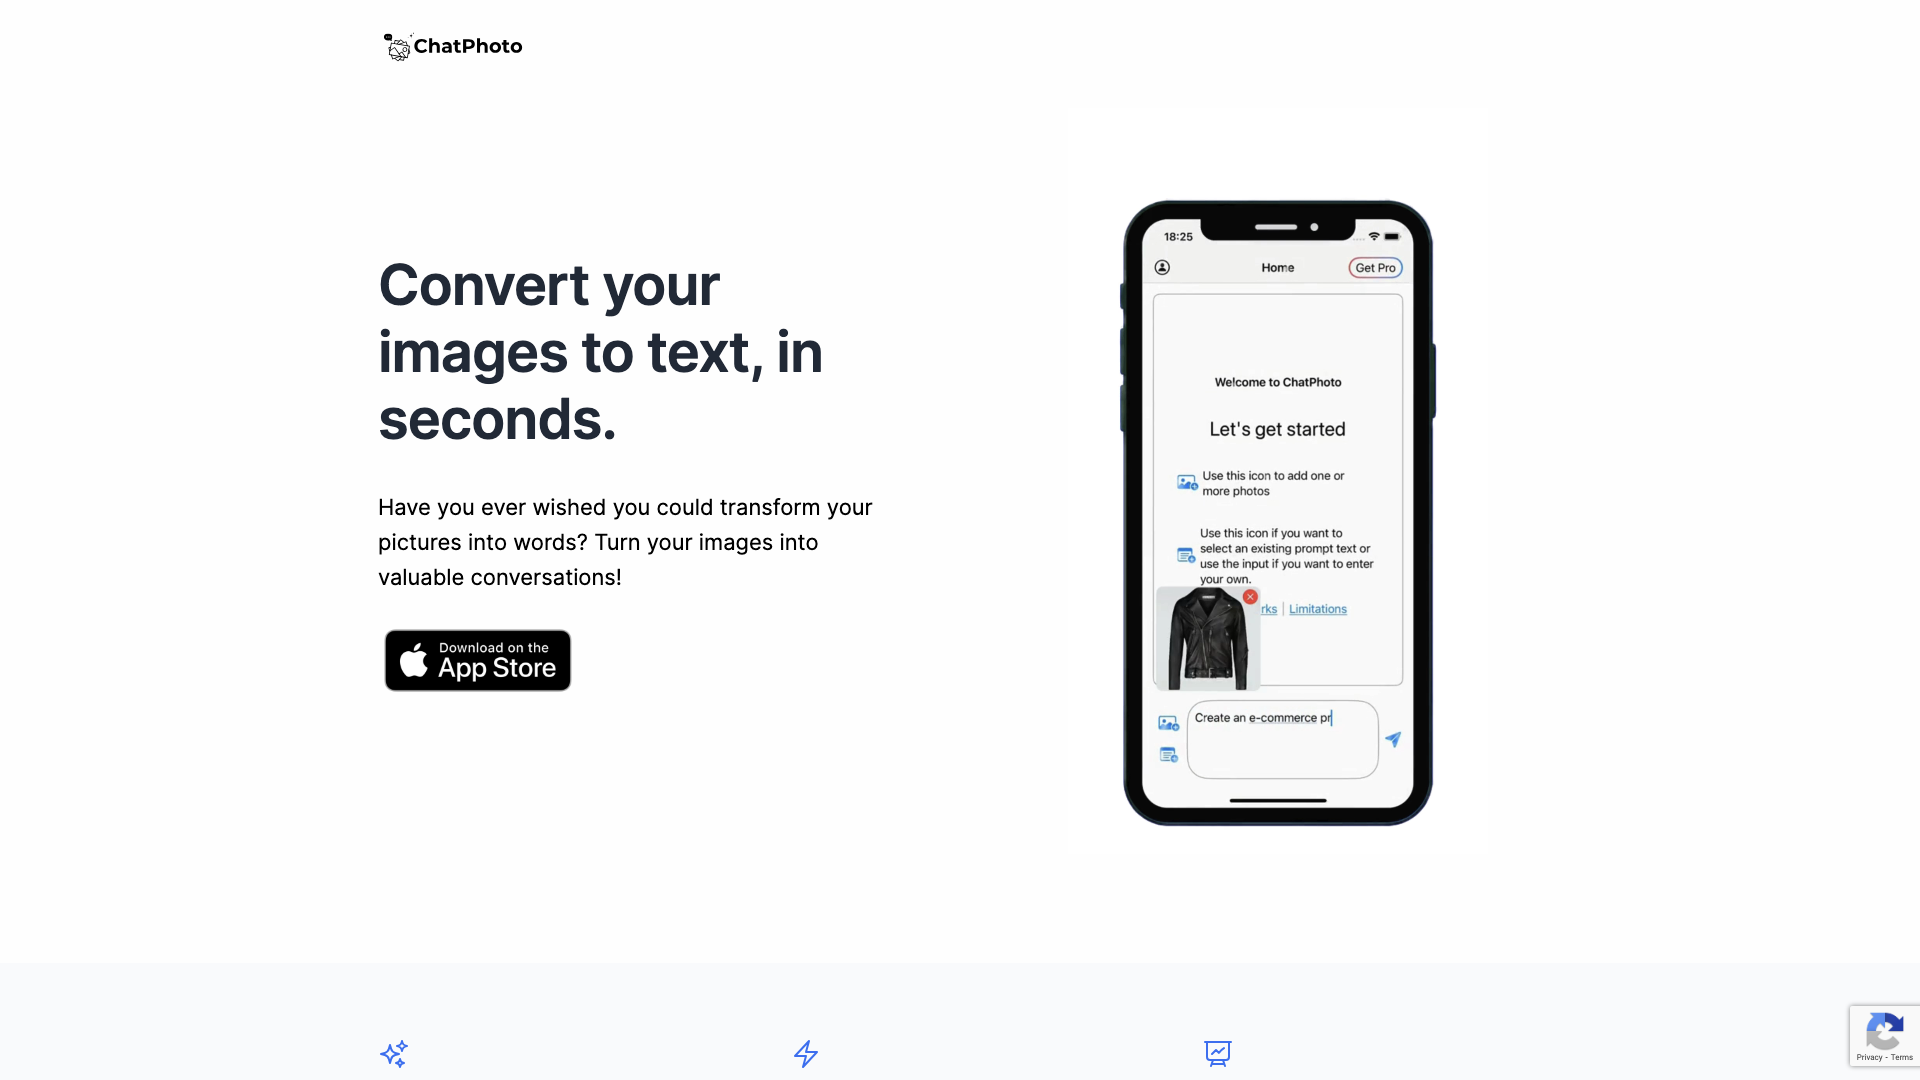 ChatPhoto
Convert your
images to text, in
seconds.
Have you ever wished you could transform your
pictures into words? Turn your images into
valuable conversations!
Download on the
App Store
18:25
Home
Get Pro
Welcome to ChatPhoto
Let's get started
Use this icon to add one or
more photos
Use this icon if you want to
select an existing prompt text or
use the input if you want to enter
your own.
rks | Limitations
Create an e-commerce pr
Privacy - Terms